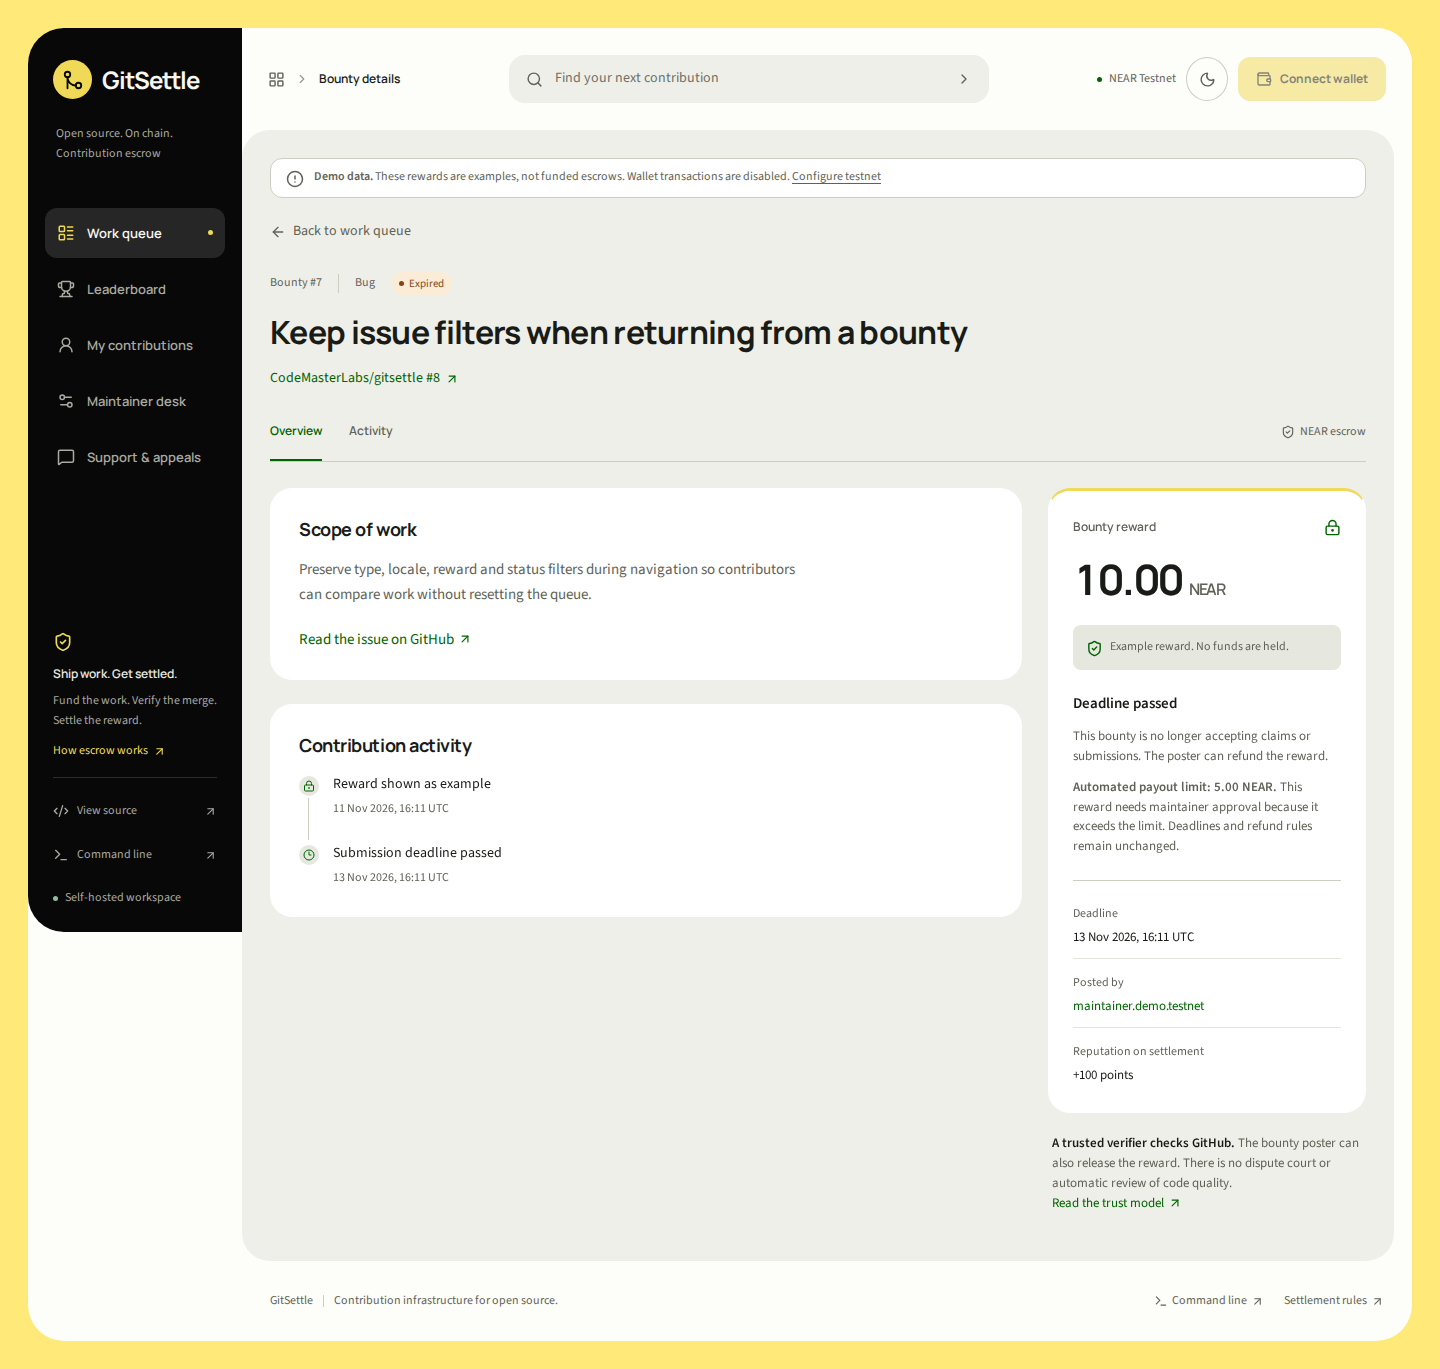 GitSettle
Open source. On chain.
Contribution escrow
Work queue
Leaderboard
My contributions
Maintainer desk
Support & appeals
Ship work. Get settled.
Fund the work. Verify the merge.
Settle the reward.
How escrow works
View source
Command line
Self-hosted workspace
Bounty details
Find your next contribution
NEAR Testnet
Connect wallet
Demo data. These rewards are examples, not funded escrows. Wallet transactions are disabled. Configure testnet
Back to work queue
Bounty #7
Bug
Expired
Keep issue filters when returning from a bounty
CodeMasterLabs/gitsettle #8
Overview
Activity
NEAR escrow
Scope of work
Preserve type, locale, reward and status filters during navigation so contributors
can compare work without resetting the queue.
Read the issue on GitHub
Contribution activity
Reward shown as example
11 Nov 2026, 16:11 UTC
Submission deadline passed
13 Nov 2026, 16:11 UTC
Bounty reward
10.00 NEAR
Example reward. No funds are held.
Deadline passed
This bounty is no longer accepting claims or
submissions. The poster can refund the reward.
Automated payout limit: 5.00 NEAR. This
reward needs maintainer approval because it
exceeds the limit. Deadlines and refund rules
remain unchanged.
Deadline
13 Nov 2026, 16:11 UTC
Posted by
maintainer.demo.testnet
Reputation on settlement
+100 points
A trusted verifier checks GitHub. The bounty poster can
also release the reward. There is no dispute court or
automatic review of code quality.
Read the trust model
GitSettle
Contribution infrastructure for open source.
Command line
Settlement rules